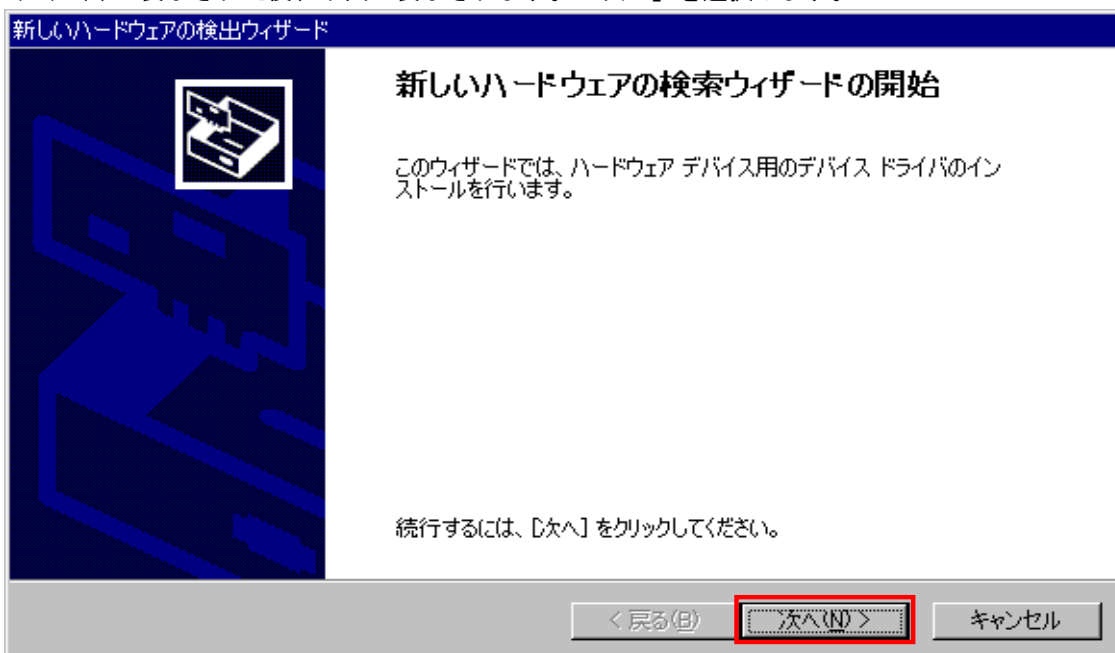 新しいハードウェアの検出ウィザード
新しいハードウェアの検索ウィザードの開始
このウィザードでは、ハードウェア デバイス用のデバイス ドライバのイン
ストールを行います。
続行するには、[次へ] をクリックしてください。
< 戻る(B)
次へ(N) >
キャンセル